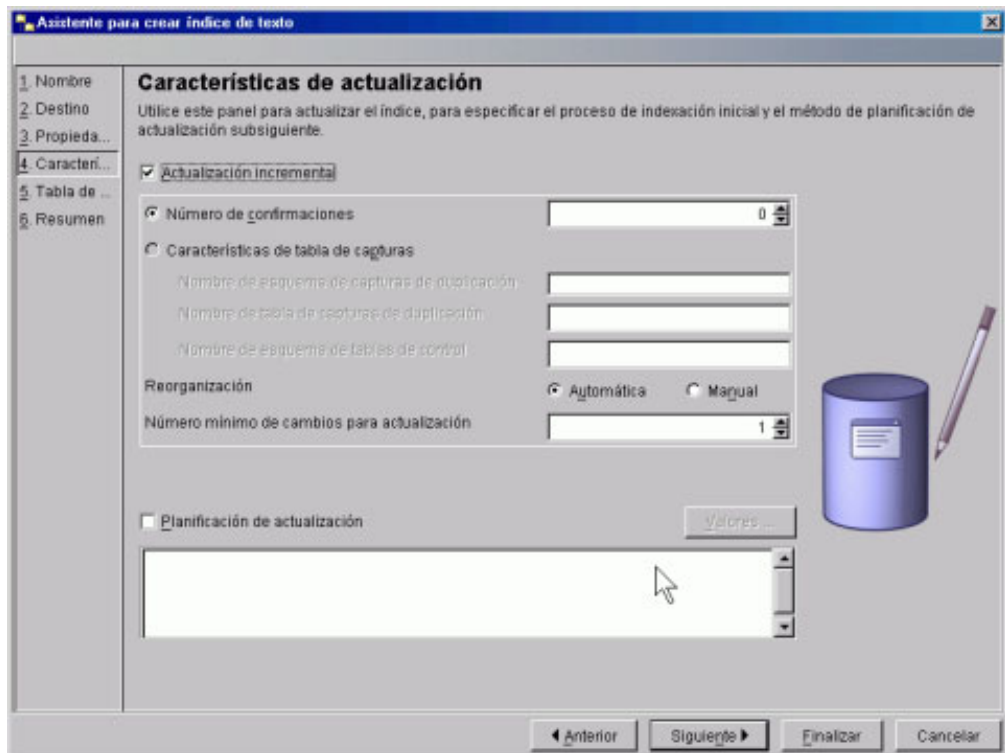 Asistente para crear índice de texto
1. Nombre
2. Destino
3. Propieda...
4. Caracterí...
5. Tabla de ...
6. Resumen
Características de actualización
Utilice este panel para actualizar el índice, para especificar el proceso de indexación inicial y el método de planificación de
actualización subsiguiente.
Actualización incremental
Número de confirmaciones 0
Características de tabla de capturas
Nombre de esquema de capturas de duplicación
Nombre de tabla de capturas de duplicación
Nombre de esquema de tablas de control
Reorganización Automática Manual
Número mínimo de cambios para actualización 1
Planificación de actualización Valores ...
Anterior Siguiente Finalizar Cancelar